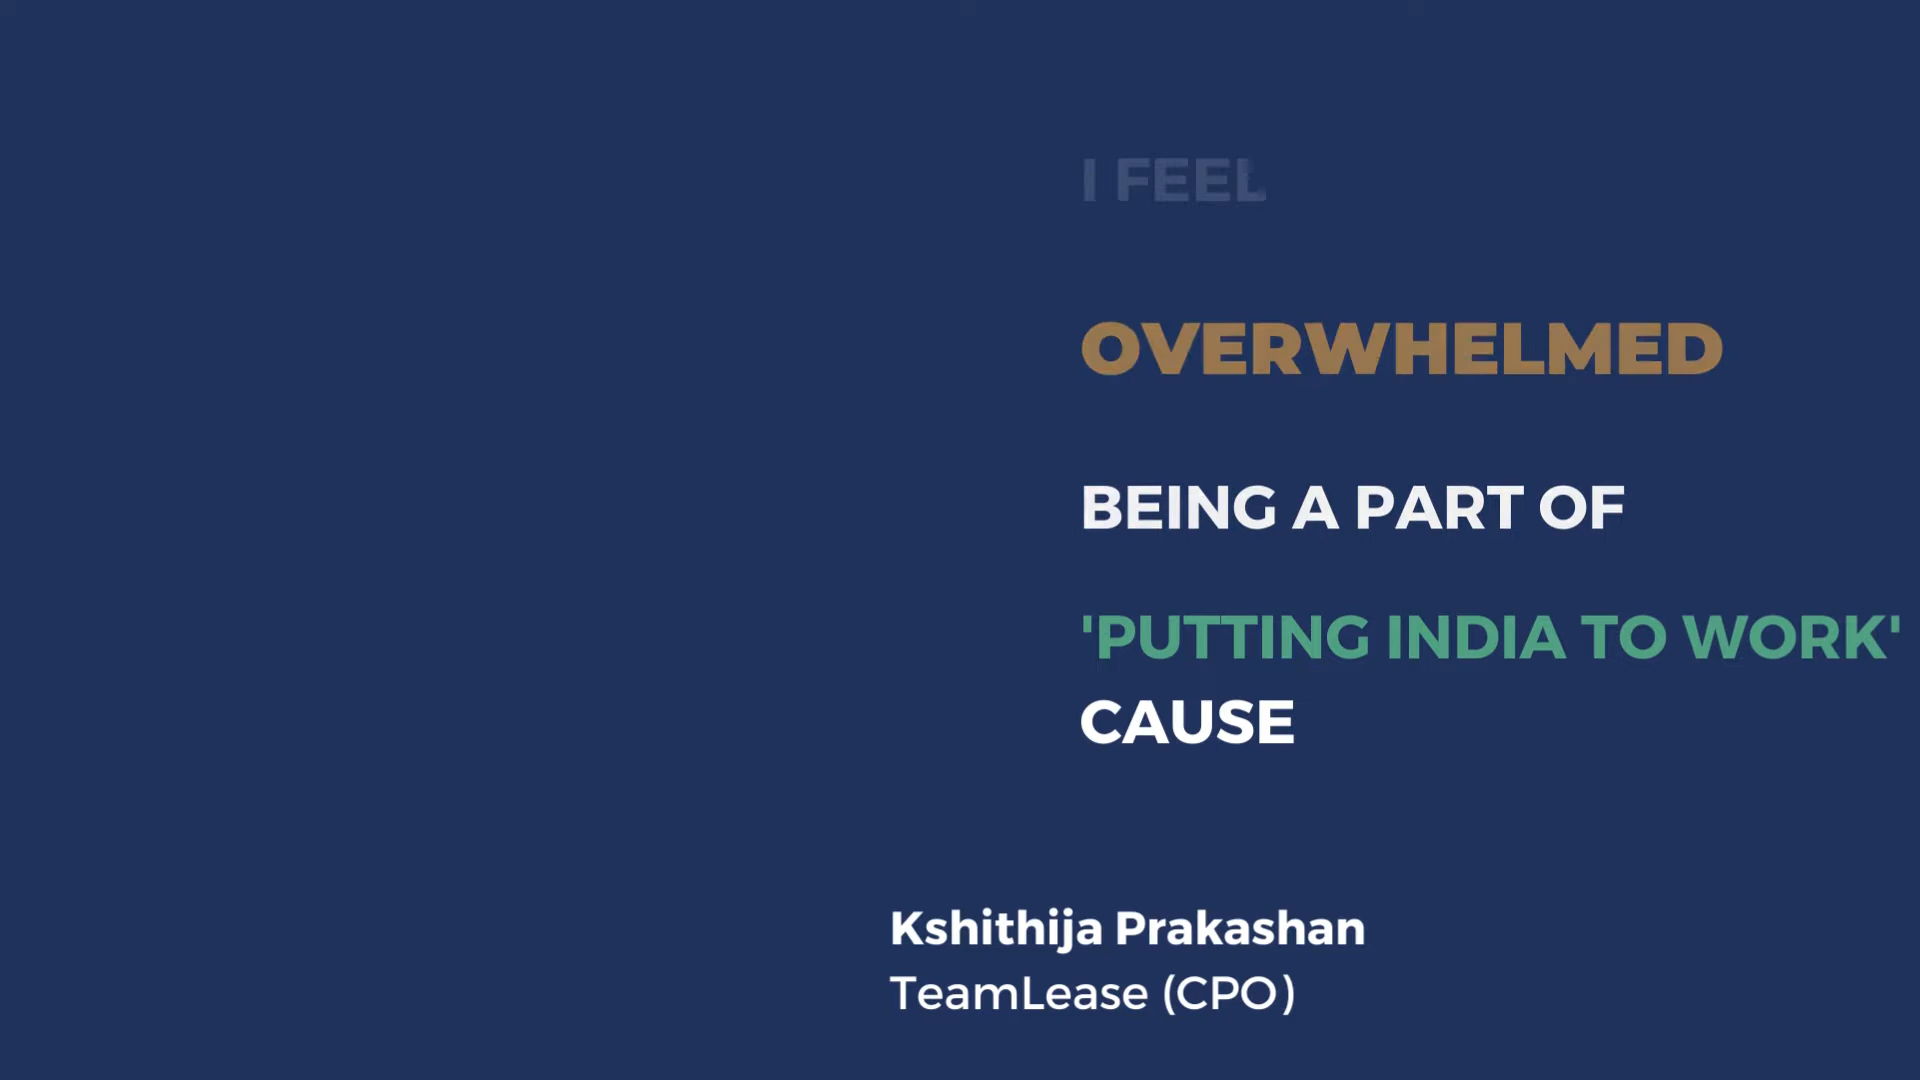 I FEEL
OVERWHELMED
BEING A PART OF
'PUTTING INDIA TO WORK'
CAUSE
Kshithija Prakashan
TeamLease (CPO)